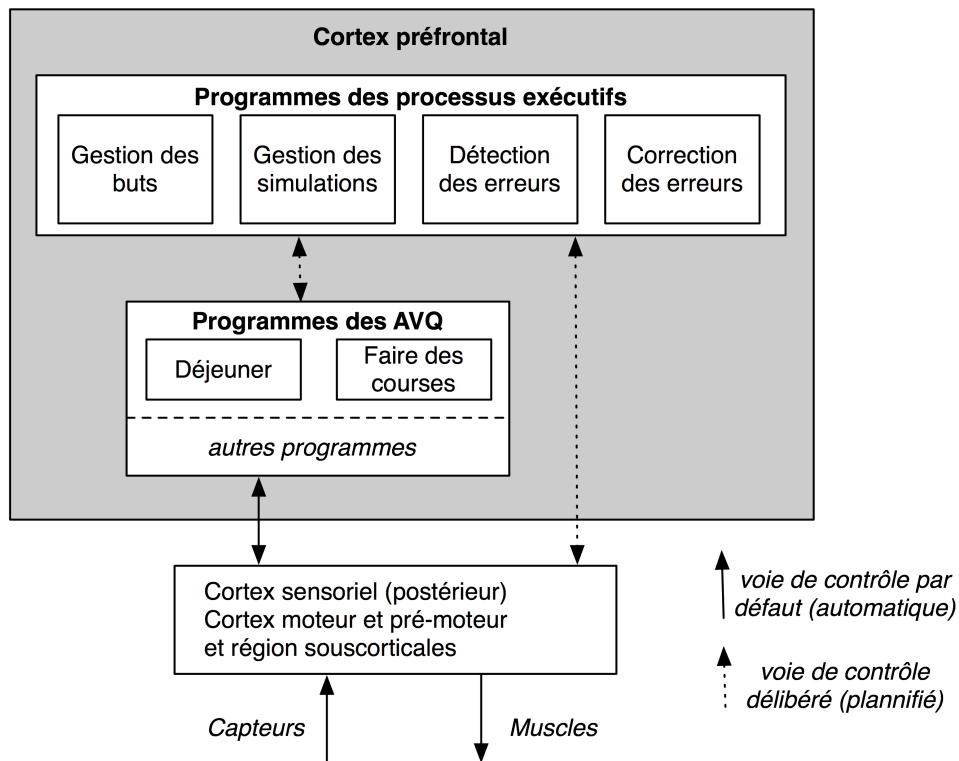 Cortex préfrontal
Programmes des processus exécutifs
Gestion des
buts
Gestion des
simulations
Détection
des erreurs
Correction
des erreurs
Programmes des AVQ
Déjeuner
Faire des
courses
autres programmes
Cortex sensoriel (postérieur)
Cortex moteur et pré-moteur
et région souscorticales
voie de contrôle par
défaut (automatique)
voie de contrôle
délibéré (plannifié)
Capteurs
Muscles